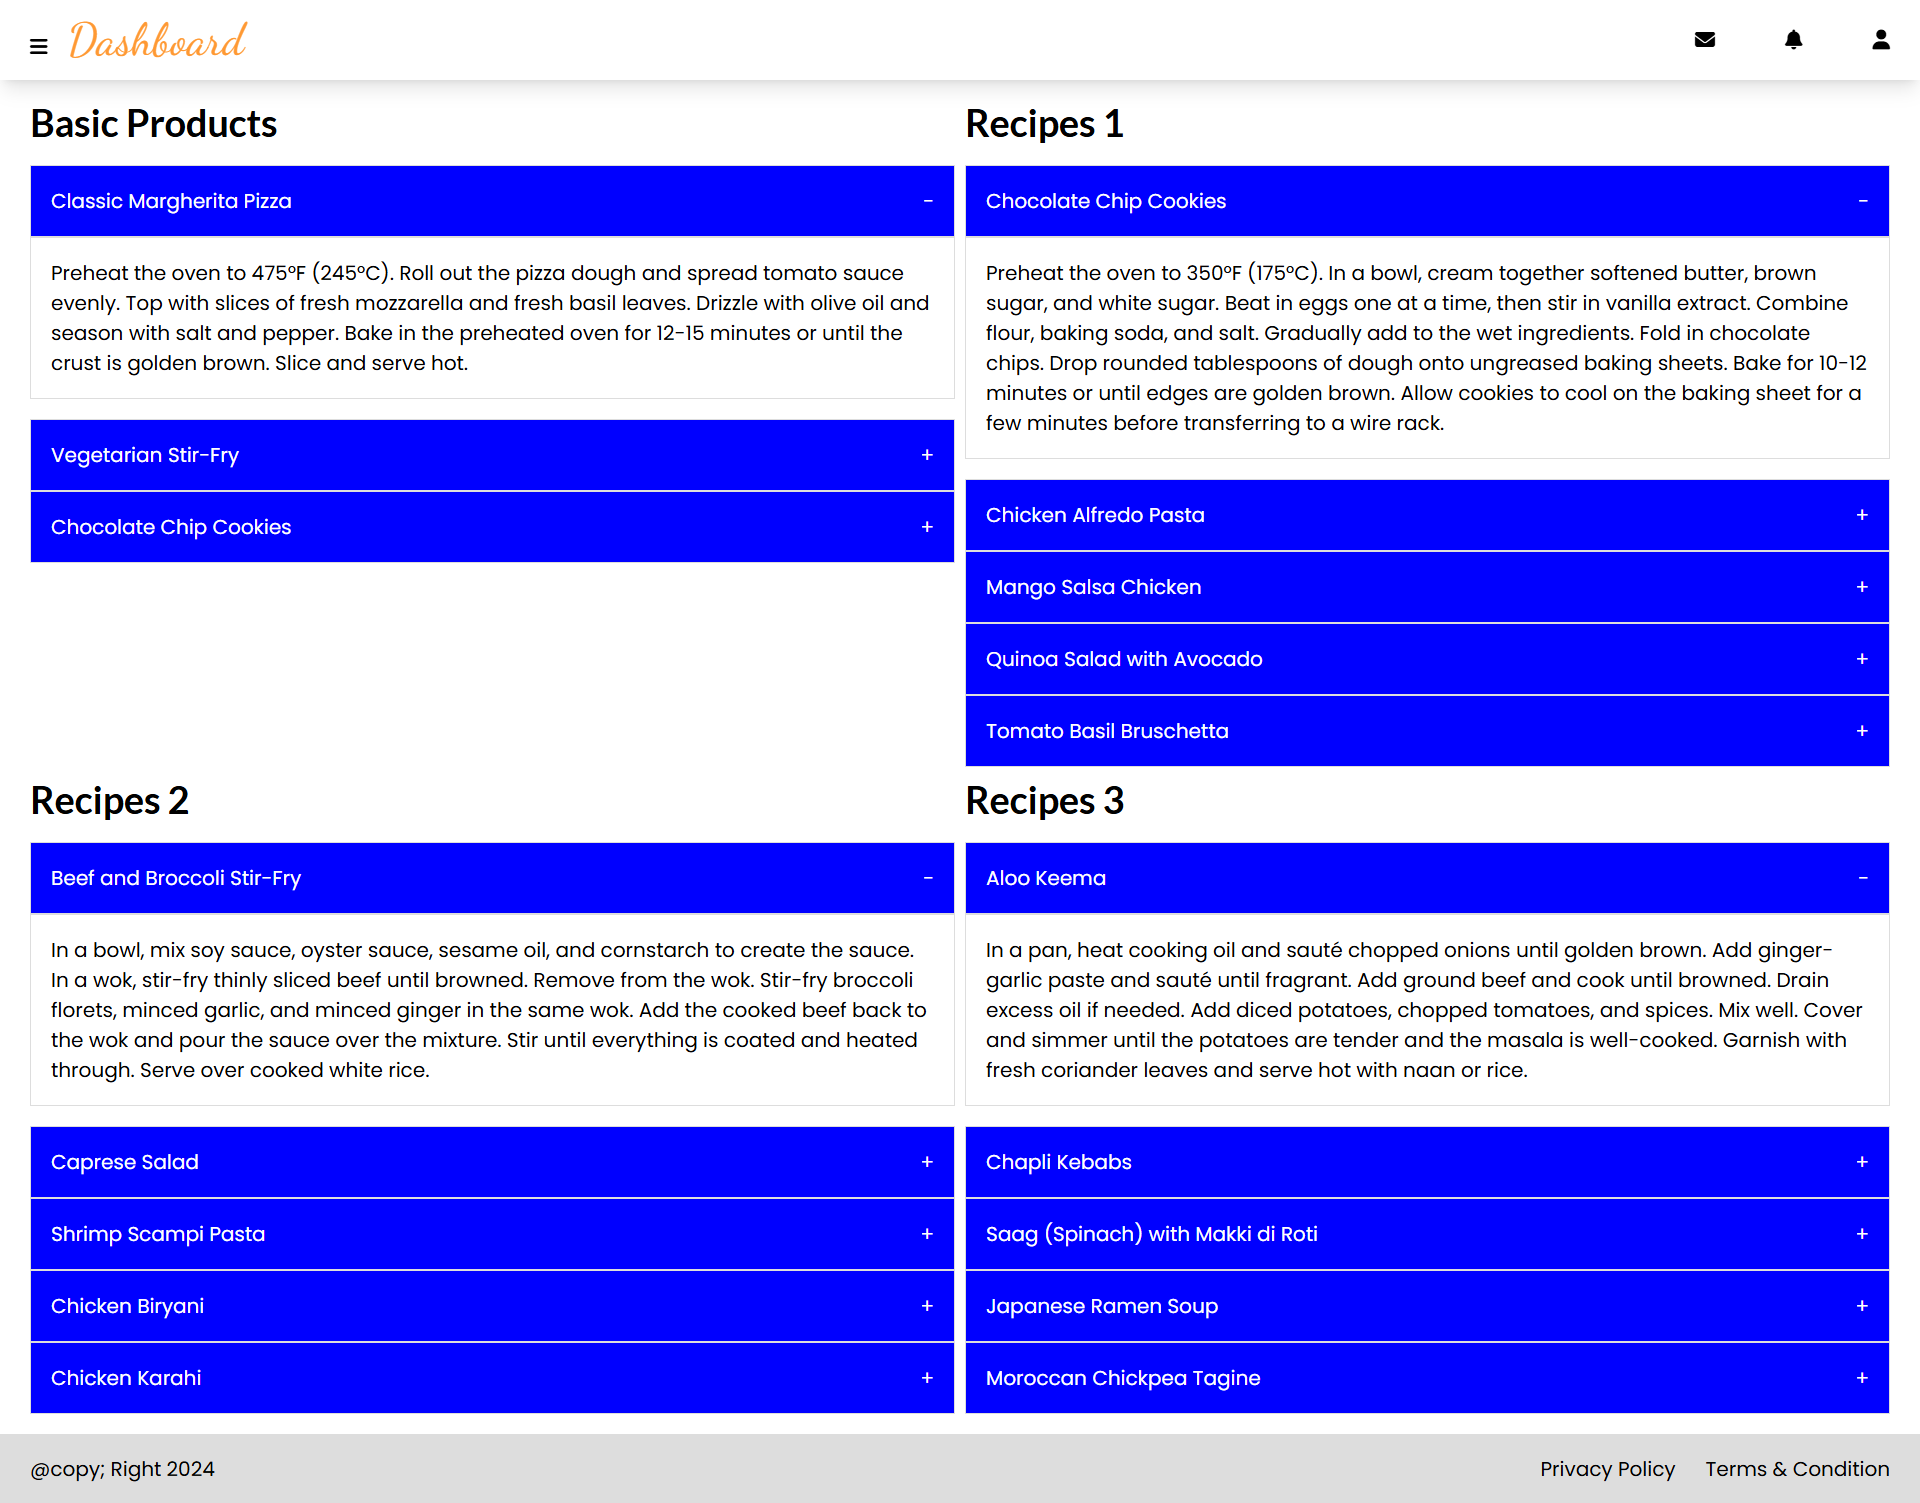 Dashboard
Basic Products
Classic Margherita Pizza -
Preheat the oven to 475°F (245°C). Roll out the pizza dough and spread tomato sauce
evenly. Top with slices of fresh mozzarella and fresh basil leaves. Drizzle with olive oil and
season with salt and pepper. Bake in the preheated oven for 12-15 minutes or until the
crust is golden brown. Slice and serve hot.
Vegetarian Stir-Fry +
Chocolate Chip Cookies +
Recipes 1
Chocolate Chip Cookies -
Preheat the oven to 350°F (175°C). In a bowl, cream together softened butter, brown
sugar, and white sugar. Beat in eggs one at a time, then stir in vanilla extract. Combine
flour, baking soda, and salt. Gradually add to the wet ingredients. Fold in chocolate
chips. Drop rounded tablespoons of dough onto ungreased baking sheets. Bake for 10-12
minutes or until edges are golden brown. Allow cookies to cool on the baking sheet for a
few minutes before transferring to a wire rack.
Chicken Alfredo Pasta +
Mango Salsa Chicken +
Quinoa Salad with Avocado +
Tomato Basil Bruschetta +
Recipes 2
Beef and Broccoli Stir-Fry -
In a bowl, mix soy sauce, oyster sauce, sesame oil, and cornstarch to create the sauce.
In a wok, stir-fry thinly sliced beef until browned. Remove from the wok. Stir-fry broccoli
florets, minced garlic, and minced ginger in the same wok. Add the cooked beef back to
the wok and pour the sauce over the mixture. Stir until everything is coated and heated
through. Serve over cooked white rice.
Caprese Salad +
Shrimp Scampi Pasta +
Chicken Biryani +
Chicken Karahi +
Recipes 3
Aloo Keema -
In a pan, heat cooking oil and sauté chopped onions until golden brown. Add ginger-
garlic paste and sauté until fragrant. Add ground beef and cook until browned. Drain
excess oil if needed. Add diced potatoes, chopped tomatoes, and spices. Mix well. Cover
and simmer until the potatoes are tender and the masala is well-cooked. Garnish with
fresh coriander leaves and serve hot with naan or rice.
Chapli Kebabs +
Saag (Spinach) with Makki di Roti +
Japanese Ramen Soup +
Moroccan Chickpea Tagine +
@copy; Right 2024
Privacy Policy
Terms & Condition